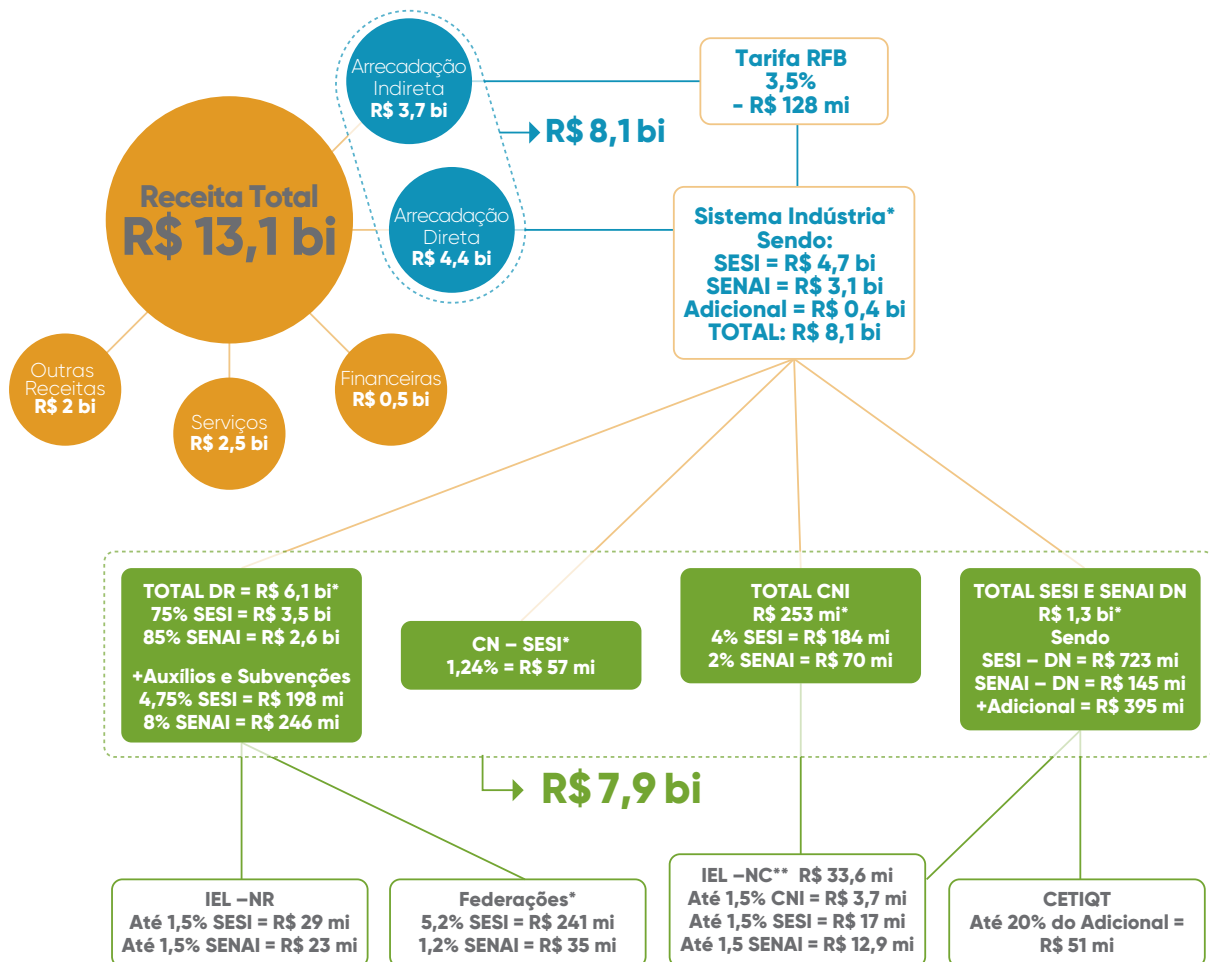 Arrecadação
Indireta
R$ 3,7 bi
Tarifa RFB
3,5%
- R$ 128 mi
R$ 8,1 bi
Receita Total
R$ 13,1 bi
Arrecadação
Direta
R$ 4,4 bi
Sistema Indústria*
Sendo:
SESI = R$ 4,7 bi
SENAI = R$ 3,1 bi
Adicional = R$ 0,4 bi
TOTAL: R$ 8,1 bi
Outras
Receitas
R$ 2 bi
Serviços
R$ 2,5 bi
Financeiras
R$ 0,5 bi
TOTAL DR = R$ 6,1 bi*
75% SESI = R$ 3,5 bi
85% SENAI = R$ 2,6 bi
+Auxílios e Subvenções
4,75% SESI = R$ 198 mi
8% SENAI = R$ 246 mi
CN – SESI*
1,24% = R$ 57 mi
TOTAL CNI
R$ 253 mi*
4% SESI = R$ 184 mi
2% SENAI = R$ 70 mi
TOTAL SESI E SENAI DN
R$ 1,3 bi*
Sendo
SESI – DN = R$ 723 mi
SENAI – DN = R$ 145 mi
+Adicional = R$ 395 mi
R$ 7,9 bi
IEL –NR
Até 1,5% SESI = R$ 29 mi
Até 1,5% SENAI = R$ 23 mi
Federações*
5,2% SESI = R$ 241 mi
1,2% SENAI = R$ 35 mi
IEL –NC** R$ 33,6 mi
Até 1,5% CNI = R$ 3,7 mi
Até 1,5% SESI = R$ 17 mi
Até 1,5 SENAI = R$ 12,9 mi
CETIQT
Até 20% do Adicional =
R$ 51 mi